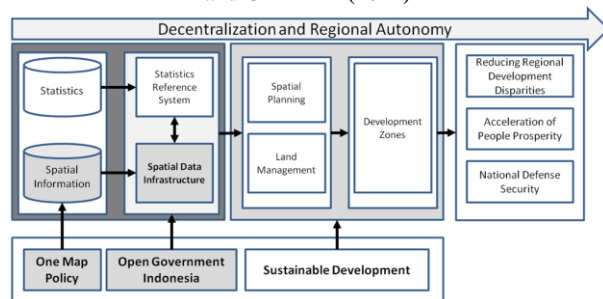 Decentralization and Regional Autonomy
Statistics
Statistics
Reference
System
Spatial
Information
Spatial Data
Infrastructure
Spatial
Planning
Land
Management
Development
Zones
Reducing Regional
Development
Disparities
Acceleration of
People Prosperity
National Defense
Security
One Map
Policy
Open Government
Indonesia
Sustainable Development